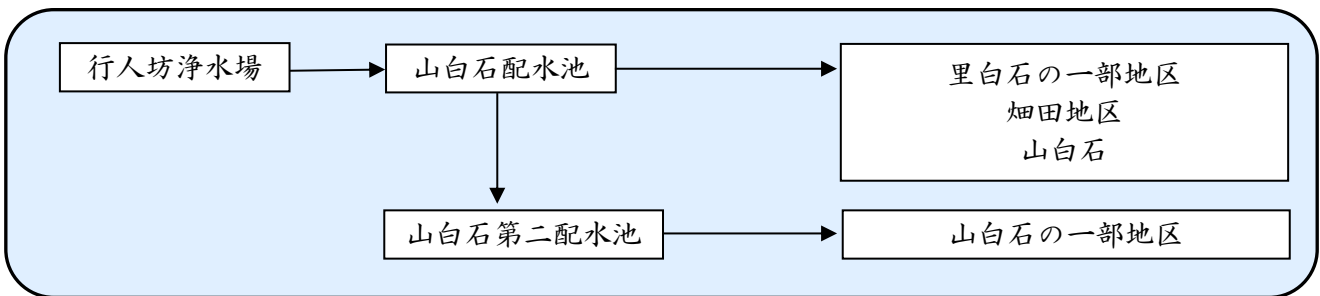 行人坊浄水場
山白石配水池
里白石の一部地区
畑田地区
山白石
山白石第二配水池
山白石の一部地区